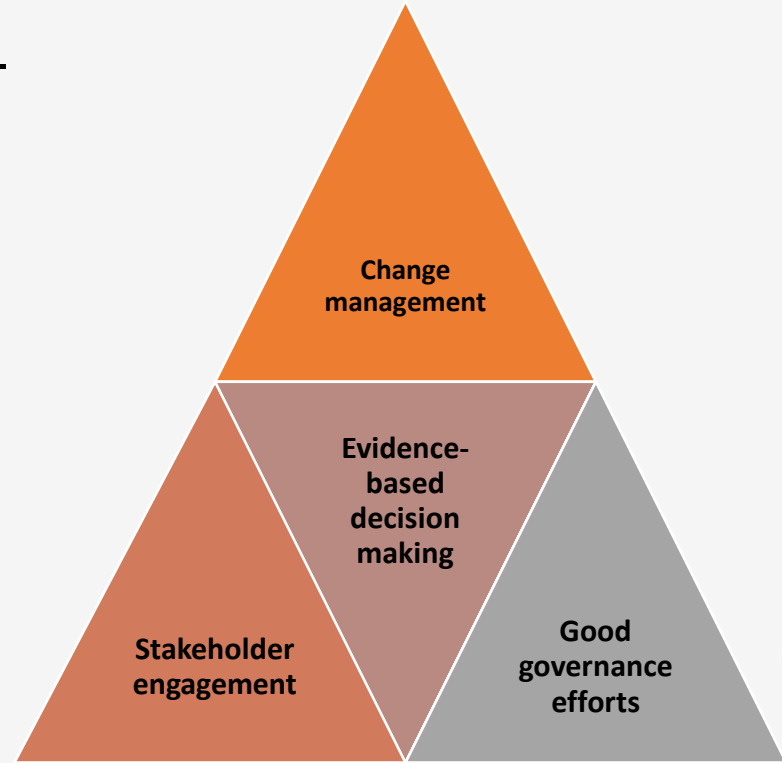 Change
management
Evidence-
based
decision
making
Stakeholder
engagement
Good
governance
efforts